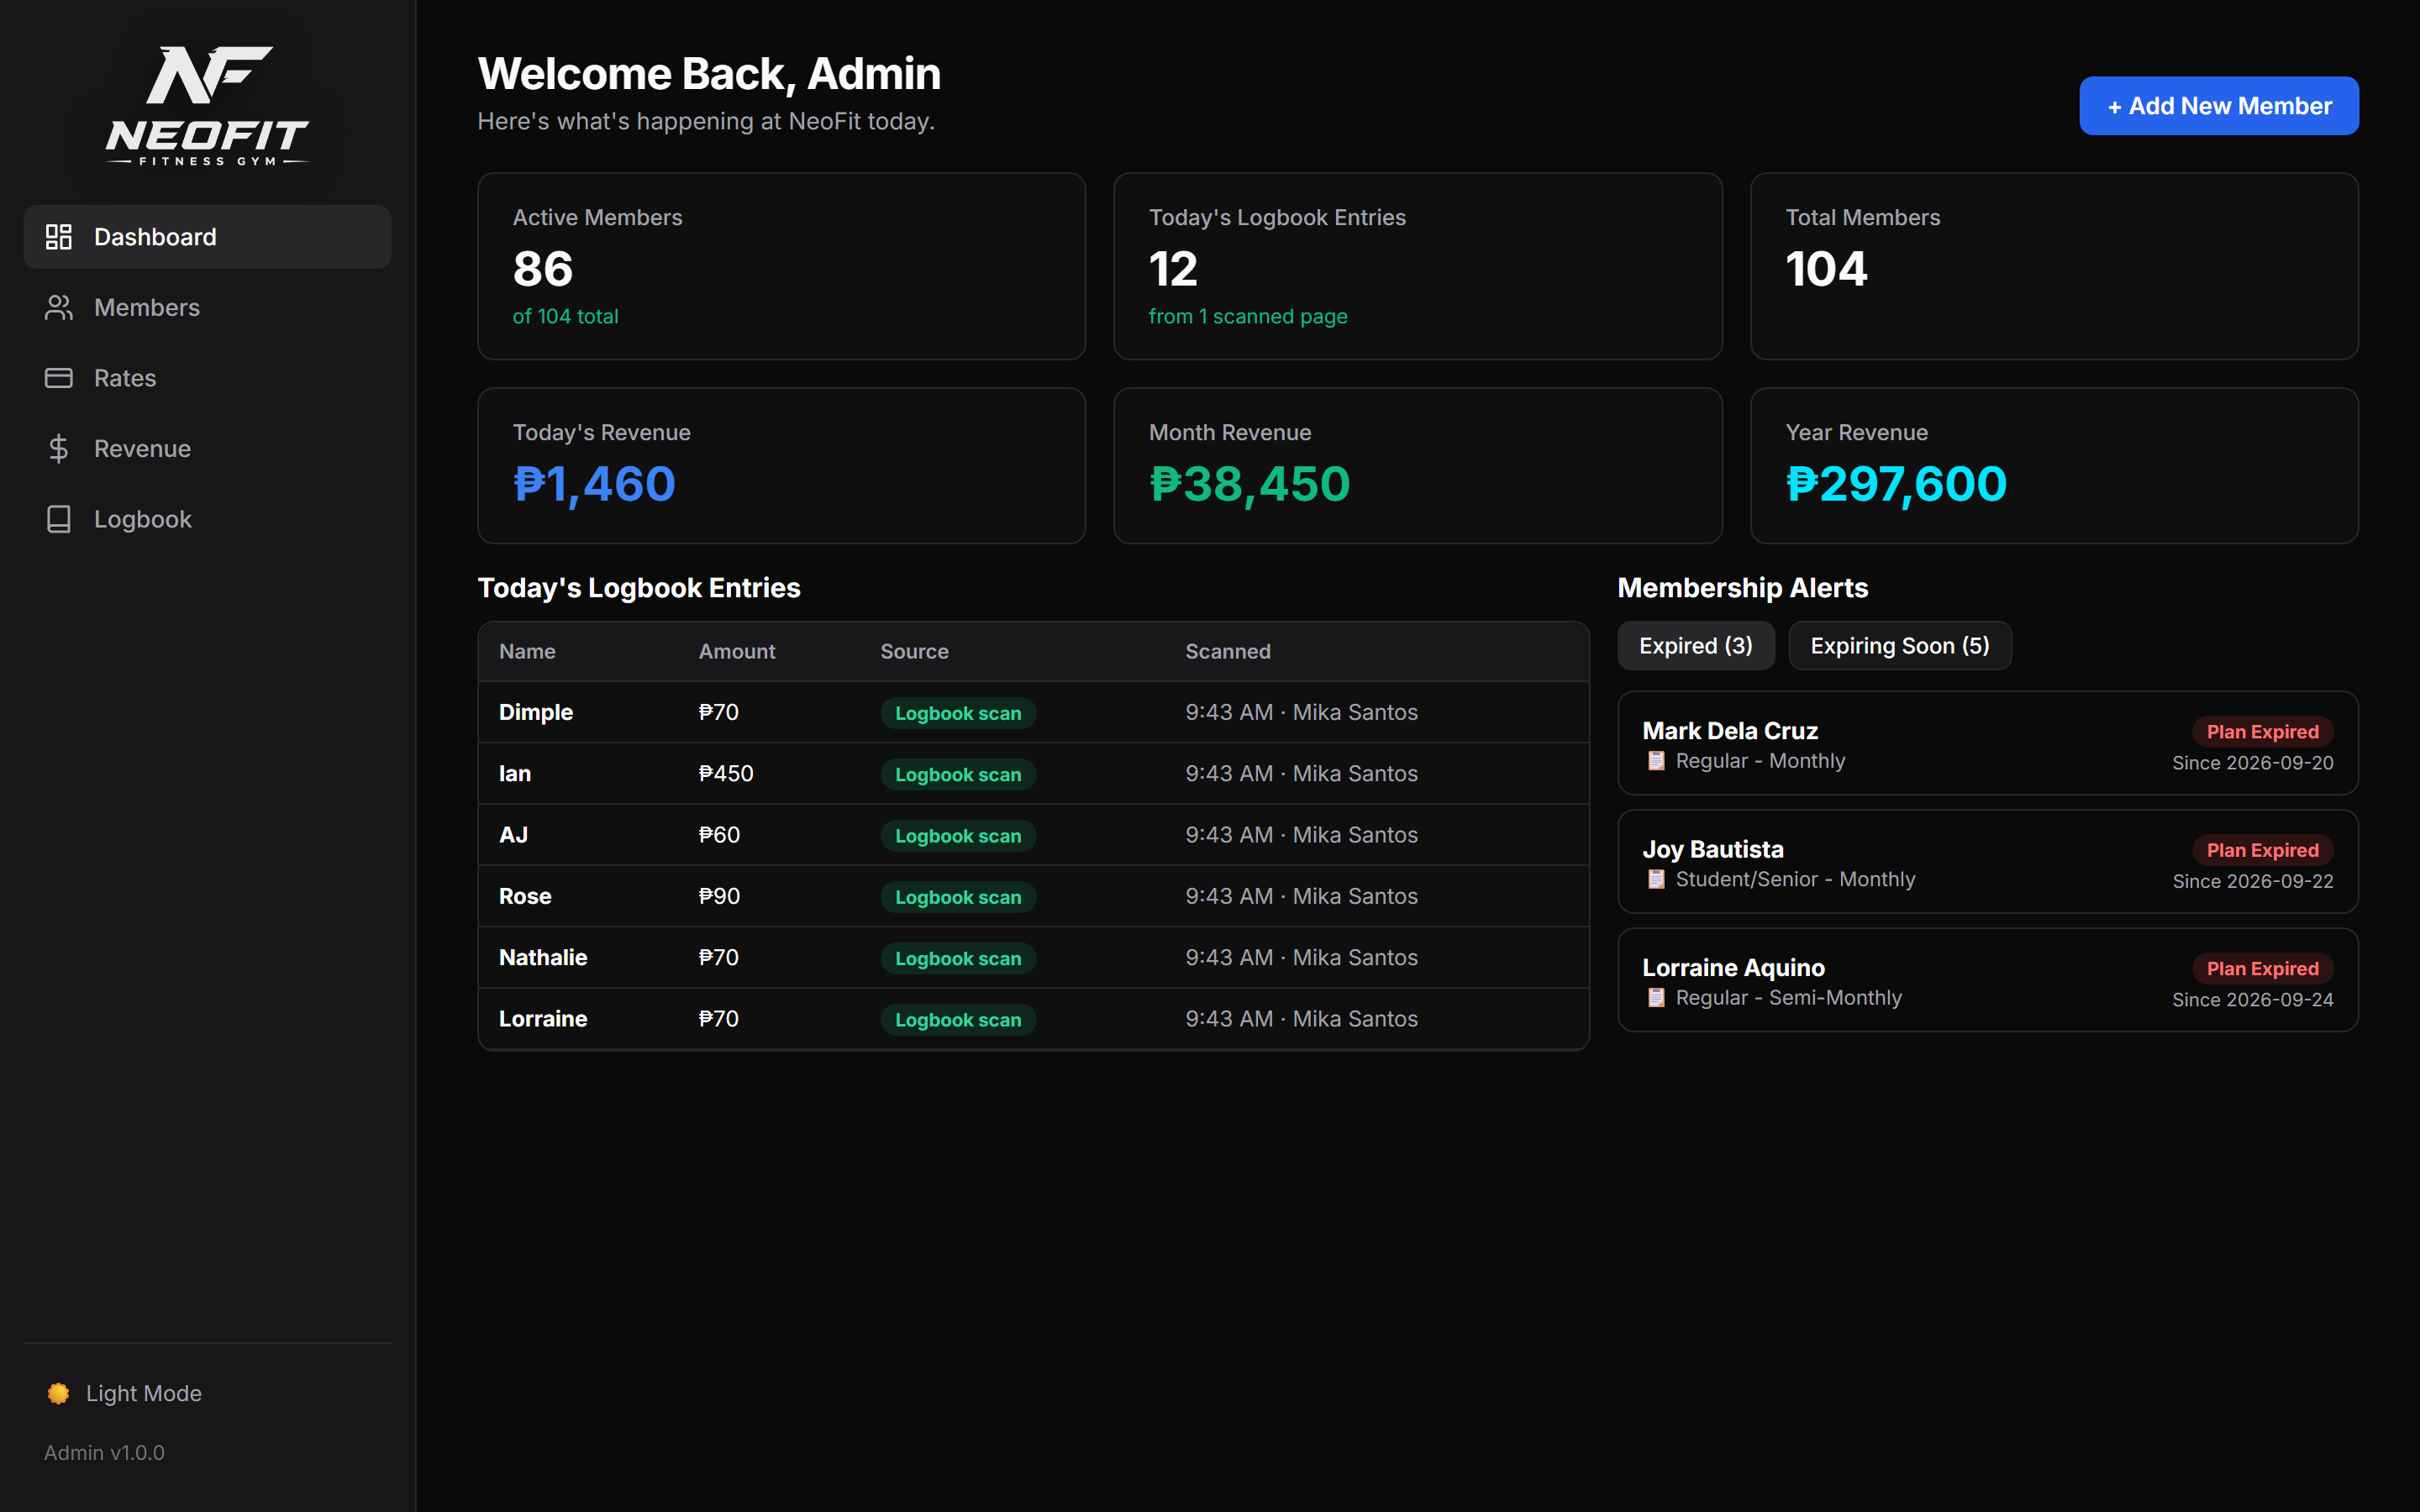 NF
NEOFIT
FITNESS GYM
Dashboard
Members
Rates
Revenue
Logbook
Light Mode
Admin v1.0.0
Welcome Back, Admin
Here's what's happening at NeoFit today.
+ Add New Member
Active Members
86
of 104 total
Today's Logbook Entries
12
from 1 scanned page
Total Members
104
Today's Revenue
₱1,460
Month Revenue
₱38,450
Year Revenue
₱297,600
Today's Logbook Entries
Name Amount Source Scanned
Dimple ₱70 Logbook scan 9:43 AM · Mika Santos
Ian ₱450 Logbook scan 9:43 AM · Mika Santos
AJ ₱60 Logbook scan 9:43 AM · Mika Santos
Rose ₱90 Logbook scan 9:43 AM · Mika Santos
Nathalie ₱70 Logbook scan 9:43 AM · Mika Santos
Lorraine ₱70 Logbook scan 9:43 AM · Mika Santos
Membership Alerts
Expired (3) Expiring Soon (5)
Mark Dela Cruz Plan Expired
📋 Regular - Monthly Since 2026-09-20
Joy Bautista Plan Expired
📋 Student/Senior - Monthly Since 2026-09-22
Lorraine Aquino Plan Expired
📋 Regular - Semi-Monthly Since 2026-09-24